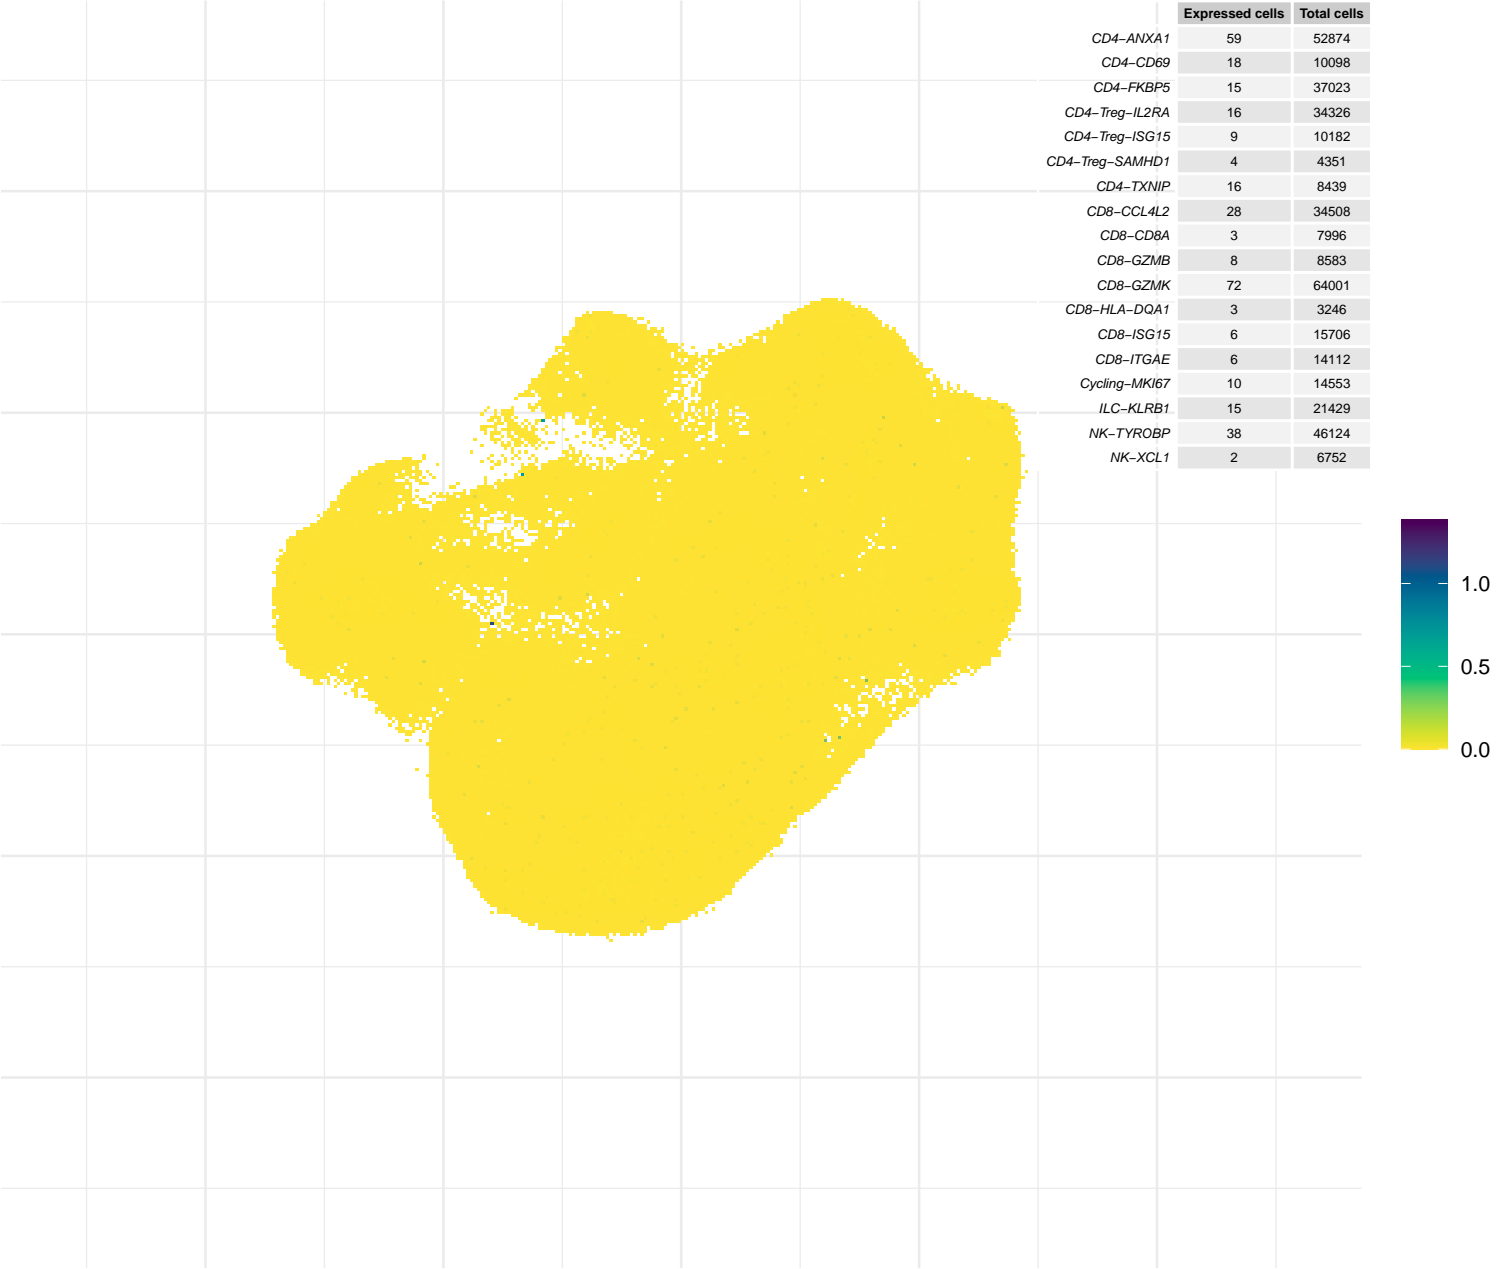 Expressed cells Total cells
CD4−ANXA1 59 52874
CD4−CD69 18 10098
CD4−FKBP5 15 37023
CD4−Treg−IL2RA 16 34326
CD4−Treg−ISG15 9 10182
CD4−Treg−SAMHD1 4 4351
CD4−TXNIP 16 8439
CD8−CCL4L2 28 34508
CD8−CD8A 3 7996
CD8−GZMB 8 8583
CD8−GZMK 72 64001
CD8−HLA−DQA1 3 3246
CD8−ISG15 6 15706
CD8−ITGAE 6 14112
Cycling−MKI67 10 14553
ILC−KLRB1 15 21429
NK−TYROBP 38 46124
NK−XCL1 2 6752
1.0
0.5
0.0